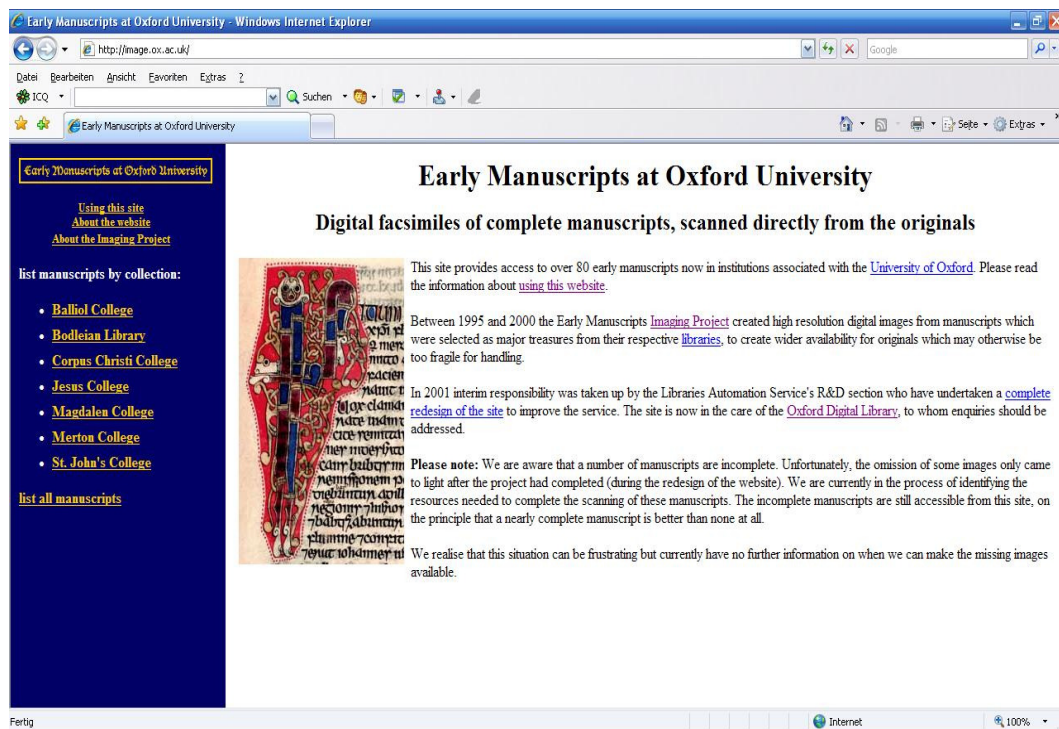 Early Manuscripts at Oxford University - Windows Internet Explorer
http://image.ox.ac.uk/
Google
Datei Bearbeiten Ansicht Favoriten Extras ?
ICQ Suchen
Early Manuscripts at Oxford University Seite Extras
Early Manuscripts at Oxford University
Using this site
About the website
About the Imaging Project
list manuscripts by collection:
Balliol College
Bodleian Library
Corpus Christi College
Jesus College
Magdalen College
Merton College
St. John's College
list all manuscripts
Early Manuscripts at Oxford University
Digital facsimiles of complete manuscripts, scanned directly from the originals
This site provides access to over 80 early manuscripts now in institutions associated with the University of Oxford. Please read
the information about using this website.
Between 1995 and 2000 the Early Manuscripts Imaging Project created high resolution digital images from manuscripts which
were selected as major treasures from their respective libraries, to create wider availability for originals which may otherwise be
too fragile for handling.
In 2001 interim responsibility was taken up by the Libraries Automation Service's R&D section who have undertaken a complete
redesign of the site to improve the service. The site is now in the care of the Oxford Digital Library, to whom enquiries should be
addressed.
Please note: We are aware that a number of manuscripts are incomplete. Unfortunately, the omission of some images only came
to light after the project had completed (during the redesign of the website). We are currently in the process of identifying the
resources needed to complete the scanning of these manuscripts. The incomplete manuscripts are still accessible from this site, on
the principle that a nearly complete manuscript is better than none at all.
We realise that this situation can be frustrating but currently have no further information on when we can make the missing images
available.
Fertig Internet 100%